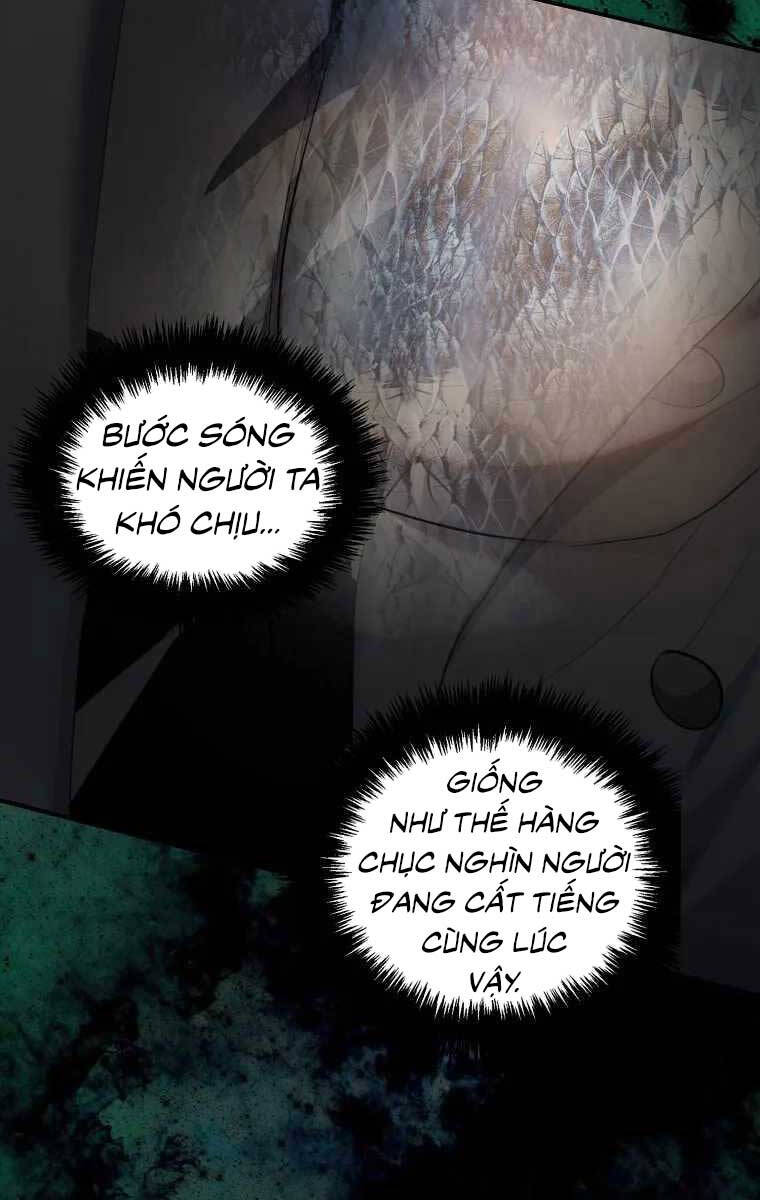 BƯỚC SÓNG
KHIẾN NGƯỜI TA
KHÓ CHỊU...
GIỐNG
NHƯ THẾ HÀNG
CHỤC NGHÌN NGƯỜI
ĐANG CẤT TIẾNG
CÙNG LÚC
VẬY.